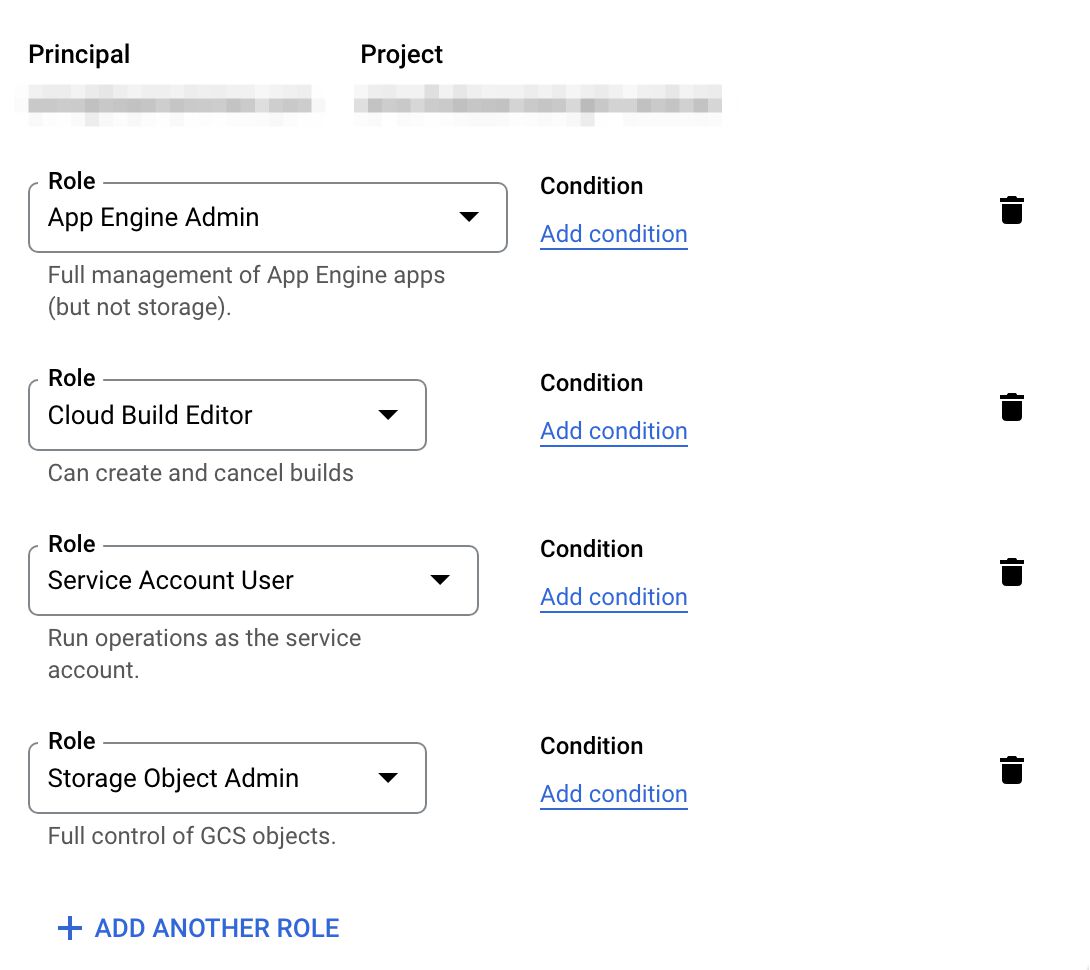 Principal Project
Role
App Engine Admin
Condition
Add condition
Full management of App Engine apps
(but not storage).
Role
Cloud Build Editor
Condition
Add condition
Can create and cancel builds
Role
Service Account User
Condition
Add condition
Run operations as the service
account.
Role
Storage Object Admin
Condition
Add condition
Full control of GCS objects.
ADD ANOTHER ROLE